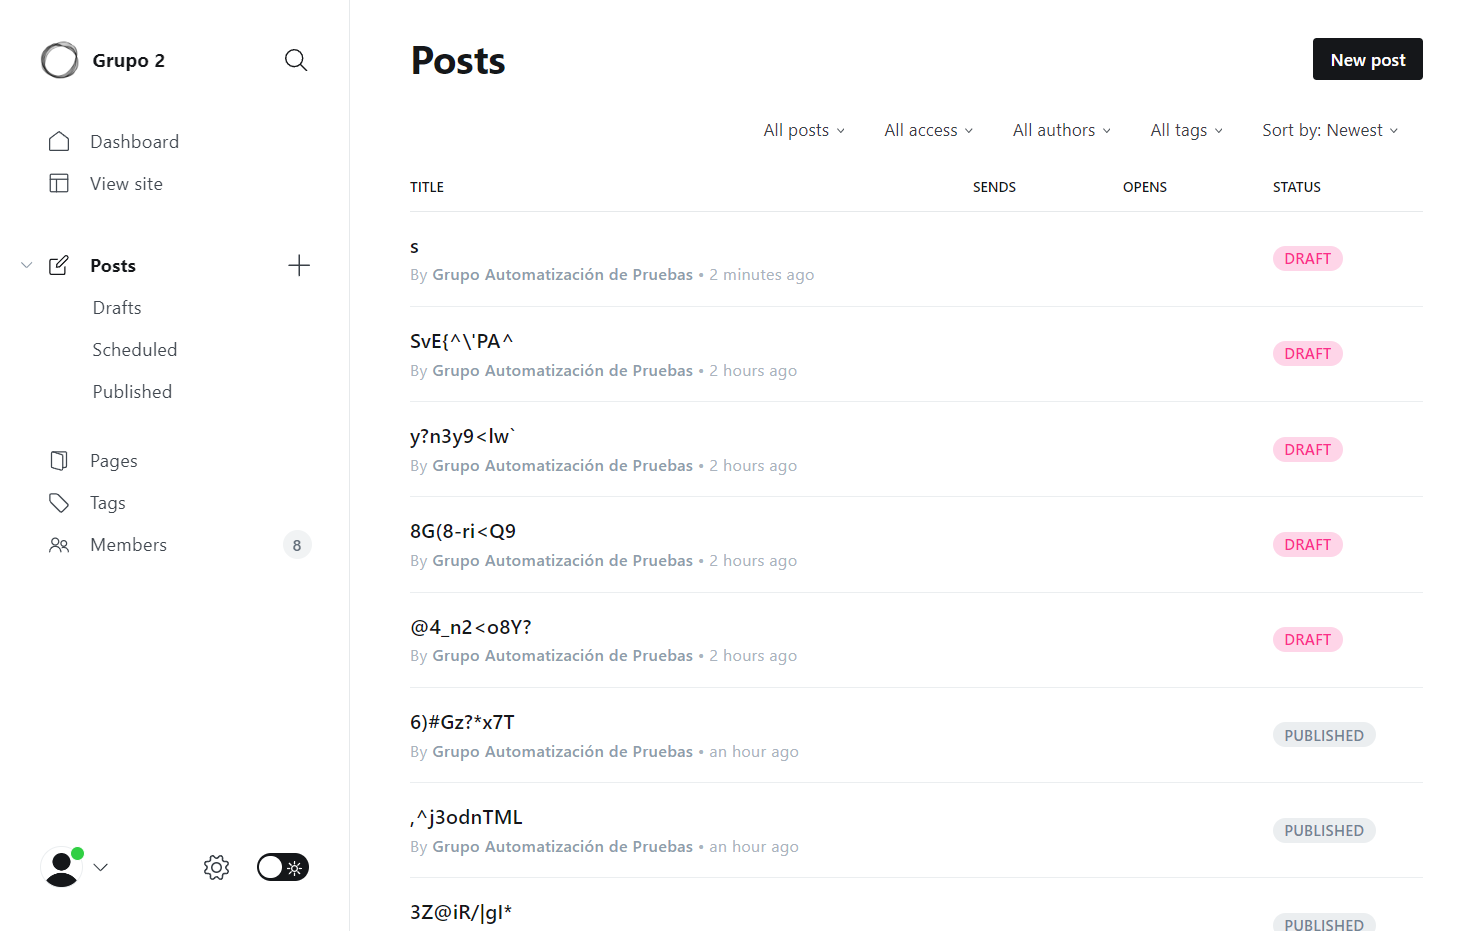 Grupo 2
Dashboard
View site
Posts
Drafts
Scheduled
Published
Pages
Tags
Members 8
Posts
New post
All posts All access All authors All tags Sort by: Newest
TITLE SENDS OPENS STATUS
s
By Grupo Automatización de Pruebas • 2 minutes ago
DRAFT
SvE{^\'PA^
By Grupo Automatización de Pruebas • 2 hours ago
DRAFT
y?n3y9<lw`
By Grupo Automatización de Pruebas • 2 hours ago
DRAFT
8G(8-ri<Q9
By Grupo Automatización de Pruebas • 2 hours ago
DRAFT
@4_n2<o8Y?
By Grupo Automatización de Pruebas • 2 hours ago
DRAFT
6)#Gz?*x7T
By Grupo Automatización de Pruebas • an hour ago
PUBLISHED
,^j3odnTML
By Grupo Automatización de Pruebas • an hour ago
PUBLISHED
3Z@iR/|gI*
PUBLISHED